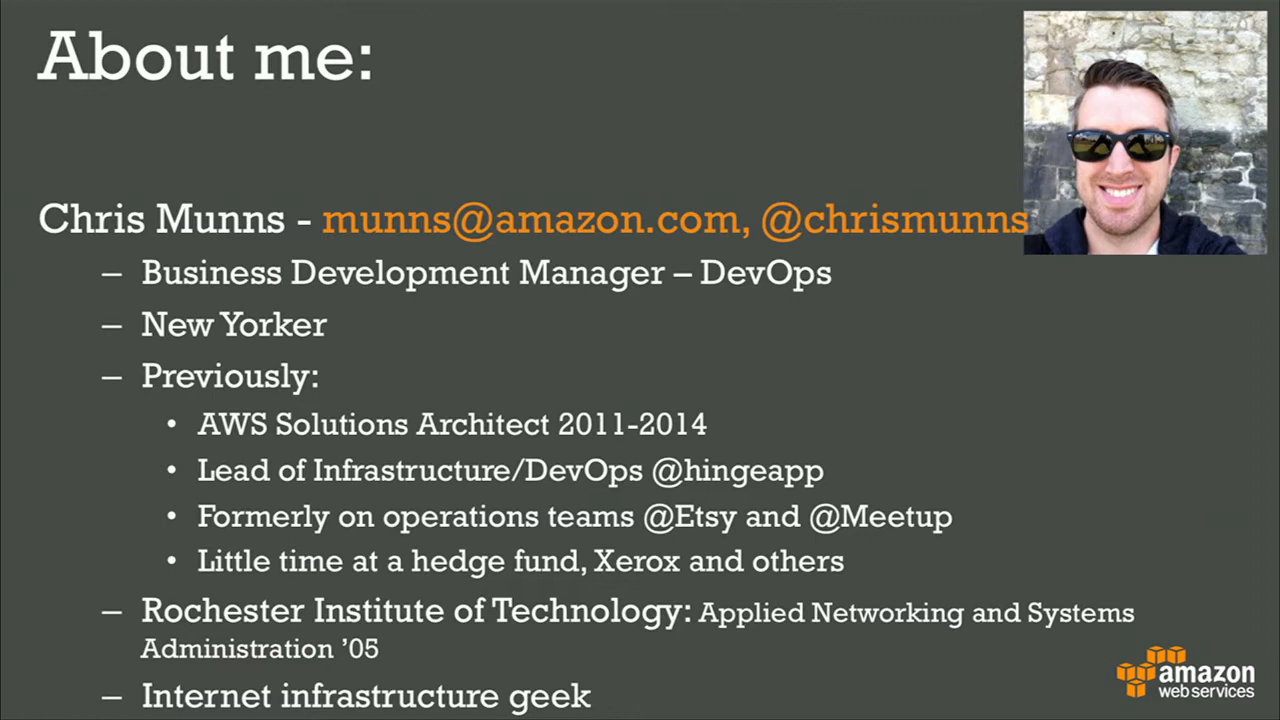 About me:
Chris Munns - munns@amazon.com, @chrismunns
– Business Development Manager – DevOps
– New Yorker
– Previously:
• AWS Solutions Architect 2011-2014
• Lead of Infrastructure/DevOps @hingeapp
• Formerly on operations teams @Etsy and @Meetup
• Little time at a hedge fund, Xerox and others
– Rochester Institute of Technology: Applied Networking and Systems
Administration ’05
– Internet infrastructure geek
amazon
web services